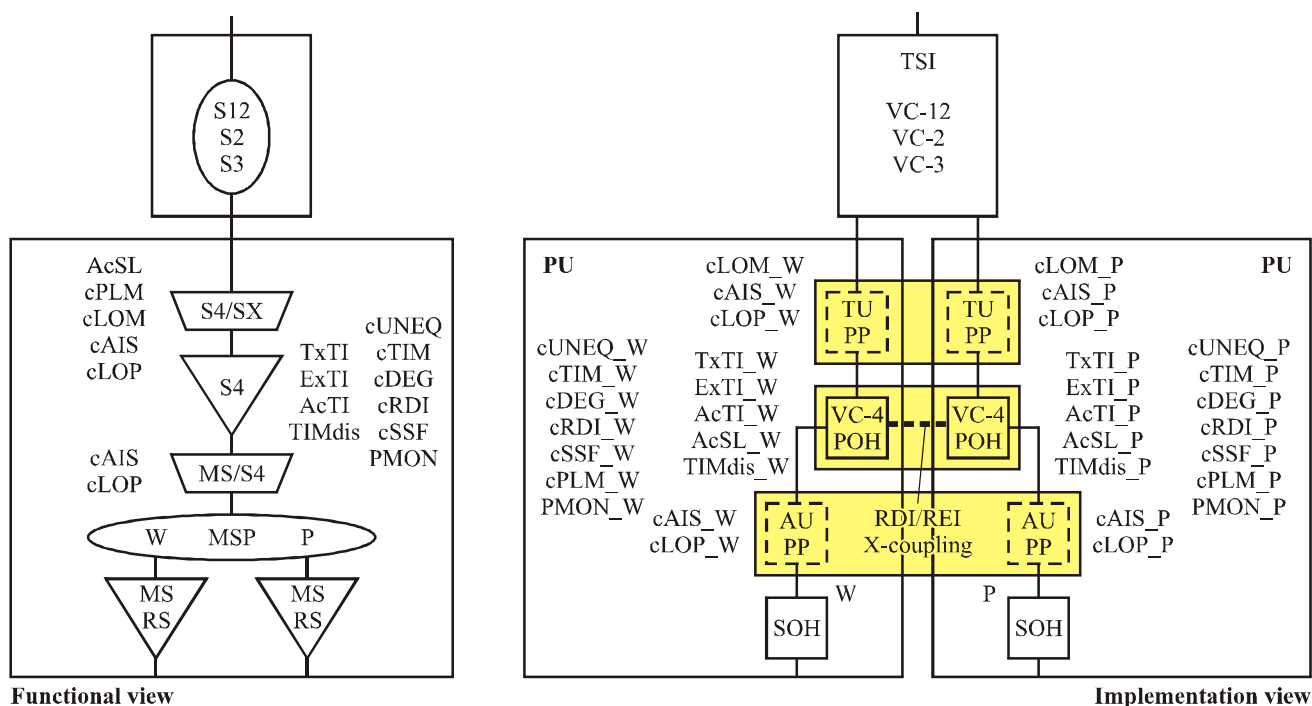 S12
S2
S3
AcSL
cPLM
cLOM
cAIS
cLOP
S4/SX
S4
TxTI
ExTI
AcTI
TIMdis
cUNEQ
cTIM
cDEG
cRDI
cSSF
PMON
cAIS
cLOP
MS/S4
W MSP P
MS
RS
MS
RS
Functional view
TSI
VC-12
VC-2
VC-3
PU
cLOM_W
cAIS_W
cLOP_W
TU
PP
TU
PP
cLOM_P
cAIS_P
cLOP_P
PU
cUNEQ_W
cTIM_W
cDEG_W
cRDI_W
cSSF_W
cPLM_W
PMON_W
TxTI_W
ExTI_W
AcTI_W
AcSL_W
TIMdis_W
VC-4
POH
VC-4
POH
TxTI_P
ExTI_P
AcTI_P
AcSL_P
TIMdis_P
cUNEQ_P
cTIM_P
cDEG_P
cRDI_P
cSSF_P
cPLM_P
PMON_P
cAIS_W
cLOP_W
AU
PP
RDI/REI
X-coupling
AU
PP
cAIS_P
cLOP_P
W
P
SOH
SOH
Implementation view